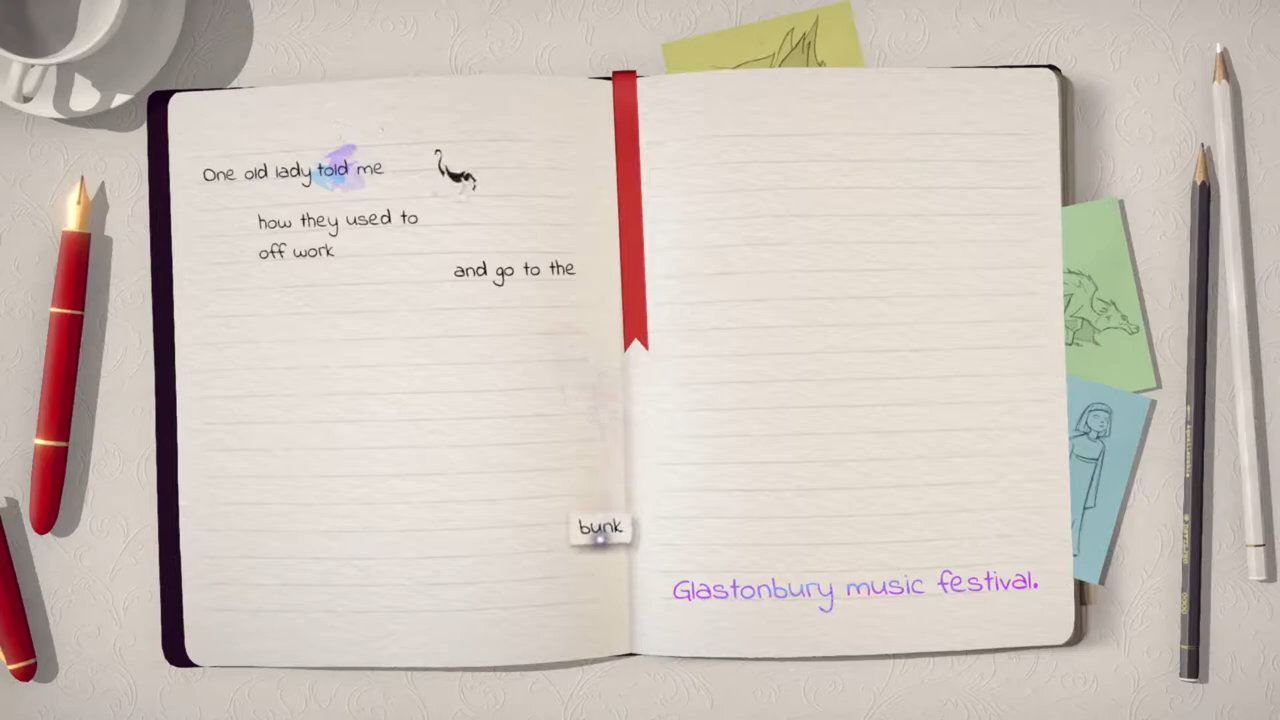 One old lady told me
how they used to
off work
and go to the
bunk
Glastonbury music festival.